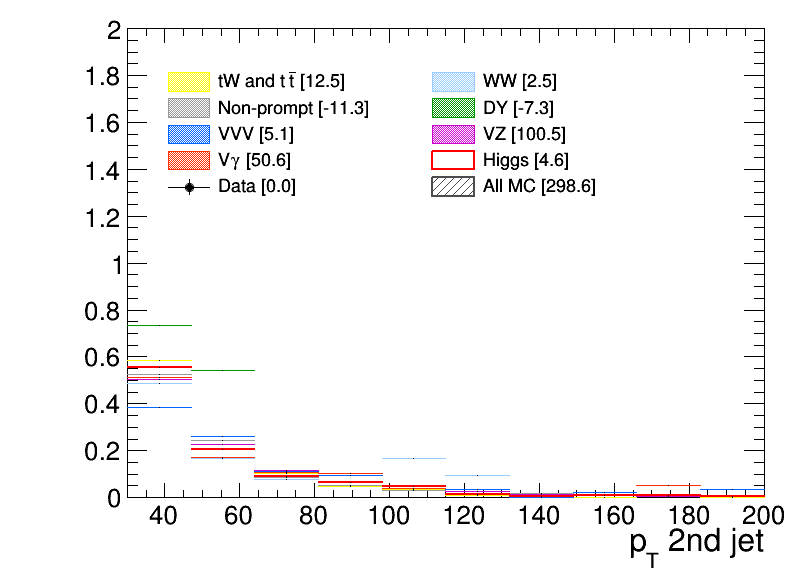 2
1.8
1.6
1.4
1.2
1
0.8
0.6
0.4
0.2
0
tW and t t̄ [12.5]
WW [2.5]
Non-prompt [-11.3]
DY [-7.3]
VVV [5.1]
VZ [100.5]
Vγ [50.6]
Higgs [4.6]
Data [0.0]
All MC [298.6]
40 60 80 100 120 140 160 180 200
p_T 2nd jet